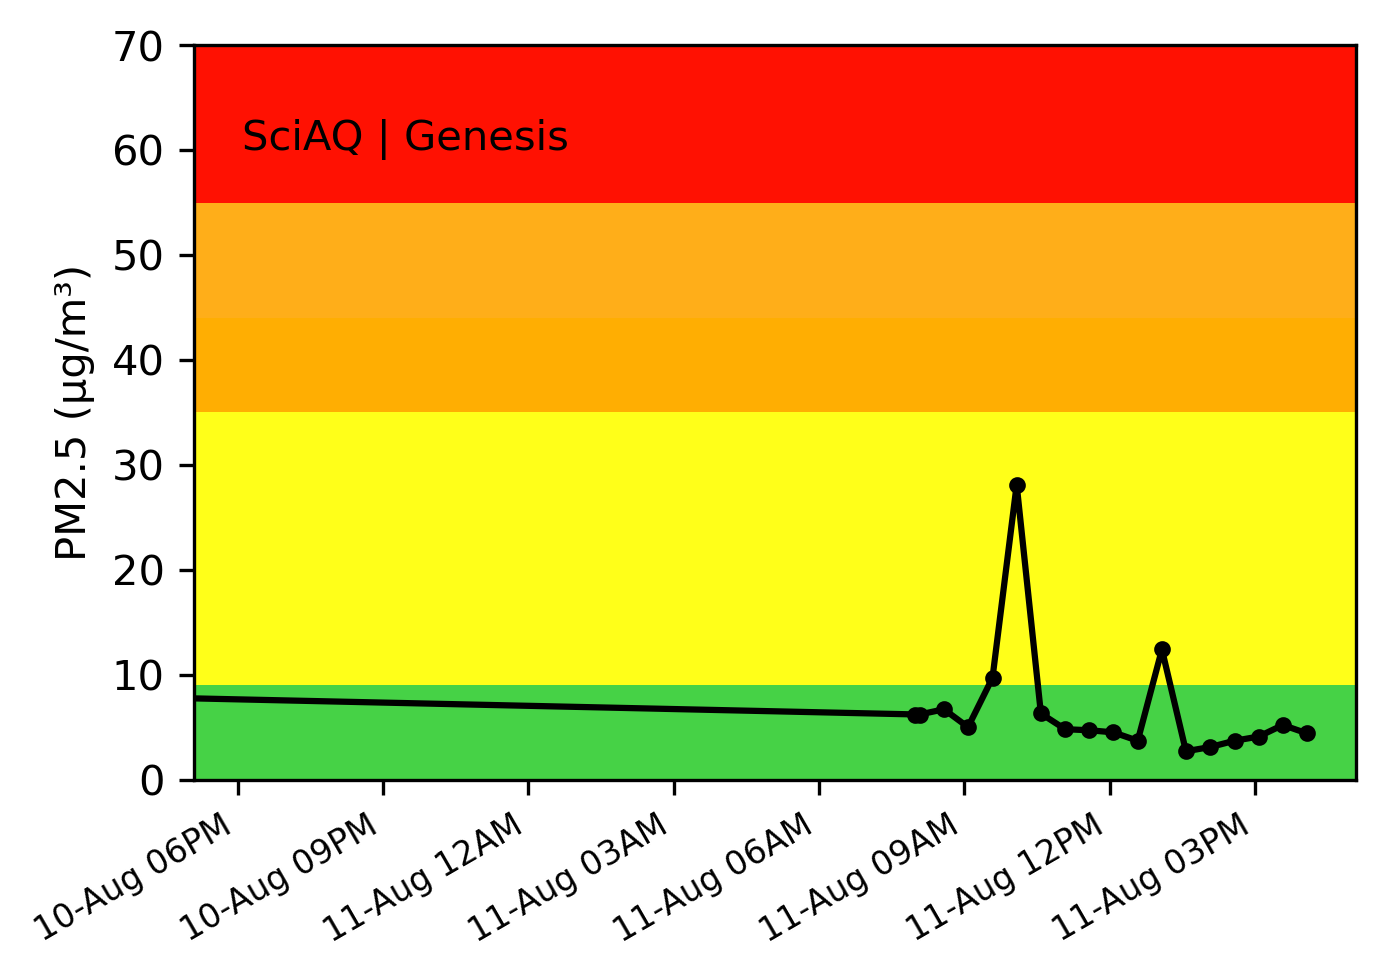 SciAQ | Genesis
PM2.5 (μg/m³)
70
60
50
40
30
20
10
0
10-Aug 06PM
10-Aug 09PM
11-Aug 12AM
11-Aug 03AM
11-Aug 06AM
11-Aug 09AM
11-Aug 12PM
11-Aug 03PM